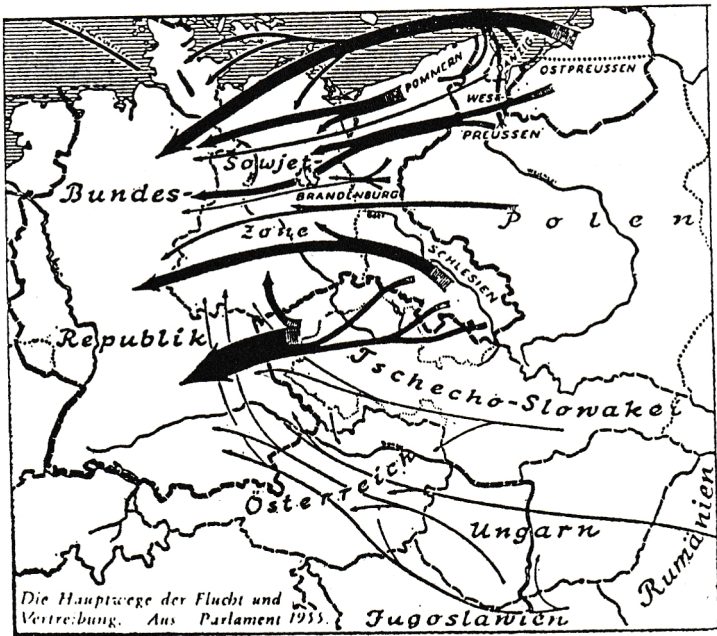 DANZIG
POMMERN
OSTPREUSSEN
WEST-
PREUSSEN
Sowjet-
Bundes-
BRANDENBURG
Polen
Zone
SCHLESIEN
Republik
Tschecho-Slowakei
Österreich
Ungarn
Rumänien
Die Hauptwege der Flucht und
Vertreibung. Aus Parlament 1955.
Jugoslawien